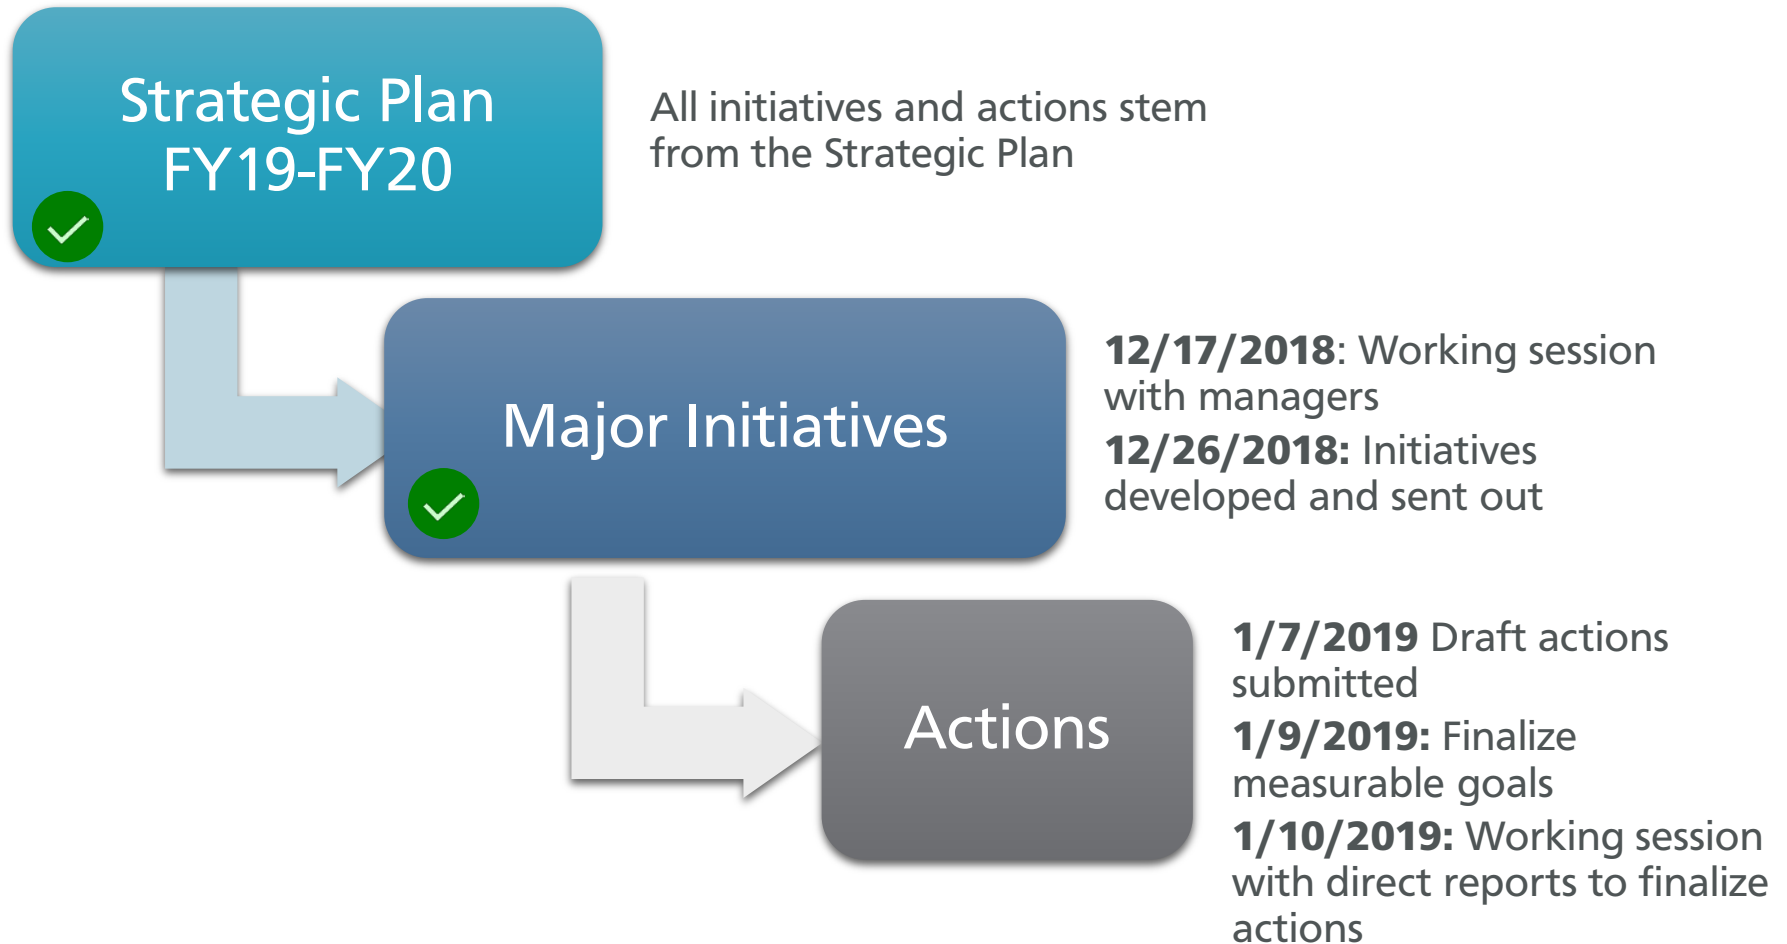 Strategic Plan
FY19-FY20
All initiatives and actions stem
from the Strategic Plan
Major Initiatives
12/17/2018: Working session
with managers
12/26/2018: Initiatives
developed and sent out
Actions
1/7/2019 Draft actions
submitted
1/9/2019: Finalize
measurable goals
1/10/2019: Working session
with direct reports to finalize
actions